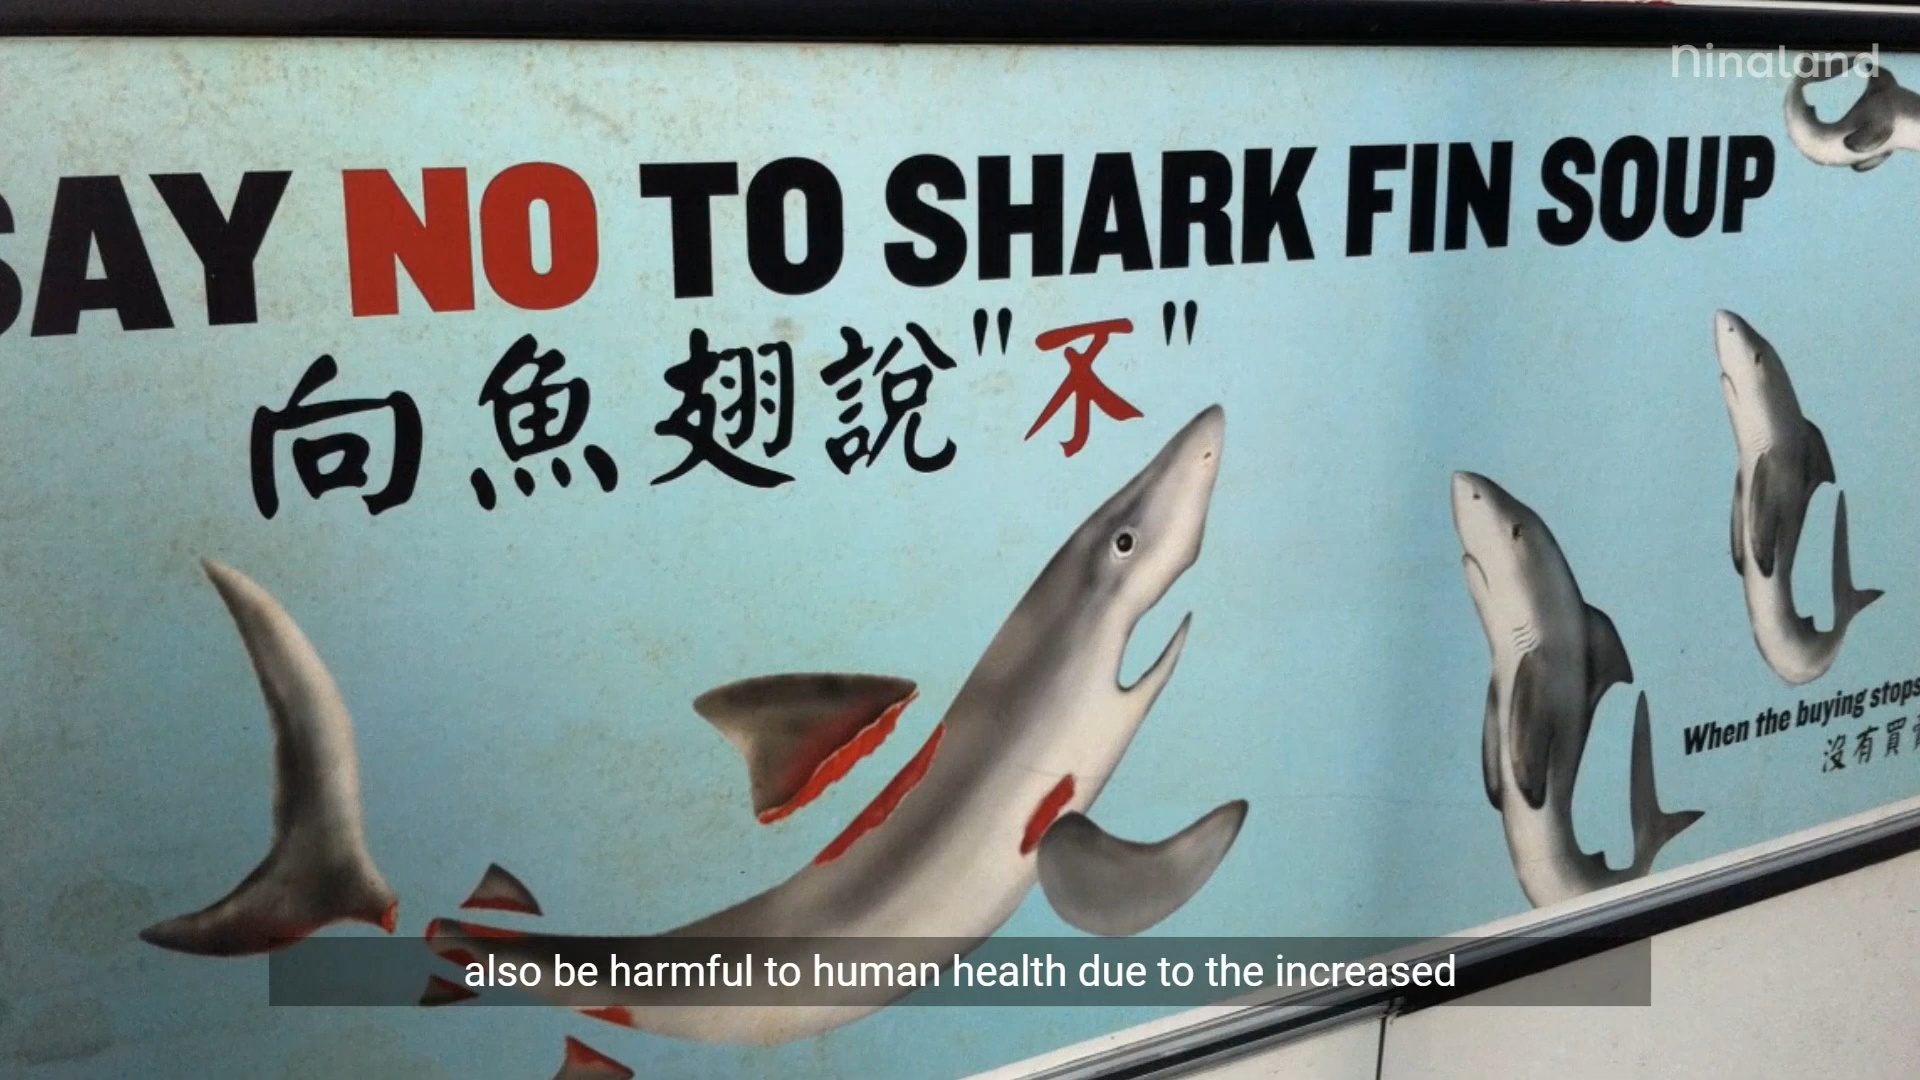 Ninaland
SAY NO TO SHARK FIN SOUP
向魚翅說"不"
When the buying stops
沒有買
also be harmful to human health due to the increased